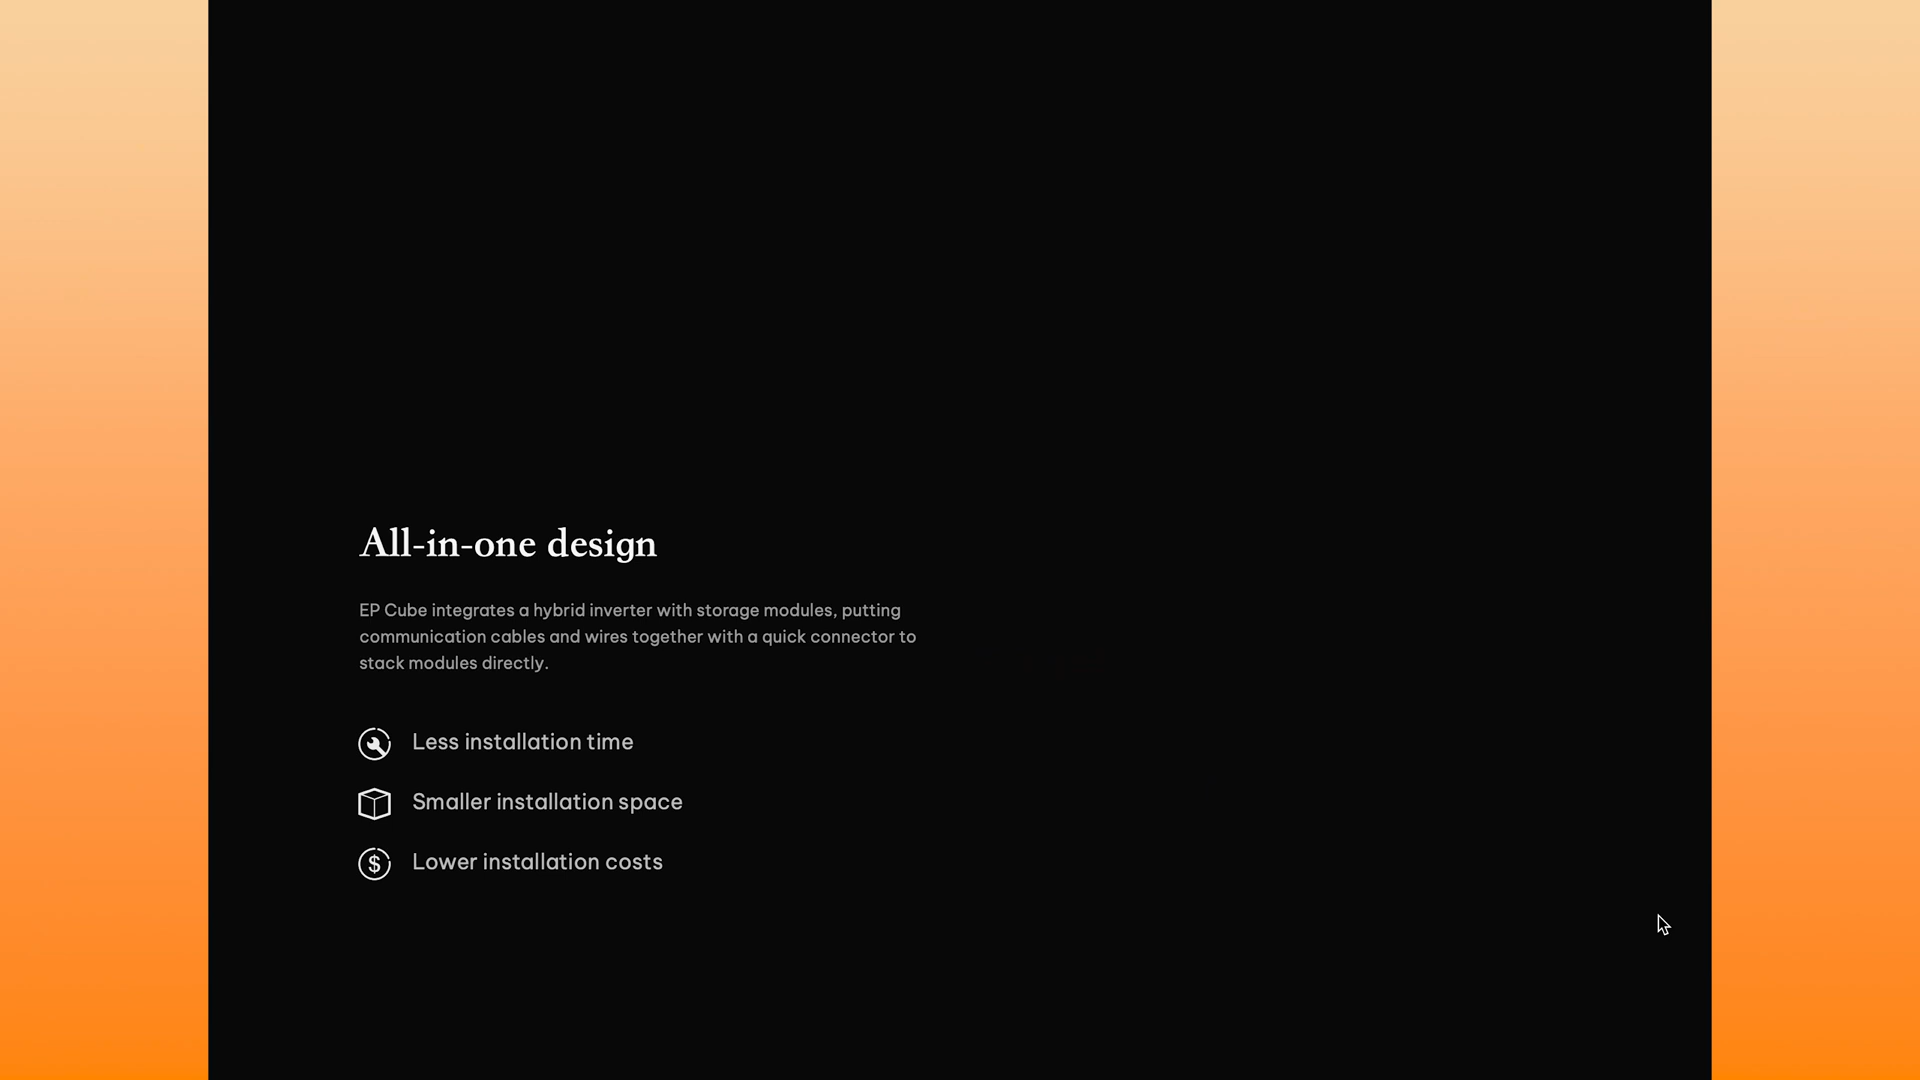 All-in-one design
EP Cube integrates a hybrid inverter with storage modules, putting
communication cables and wires together with a quick connector to
stack modules directly.
Less installation time
Smaller installation space
Lower installation costs